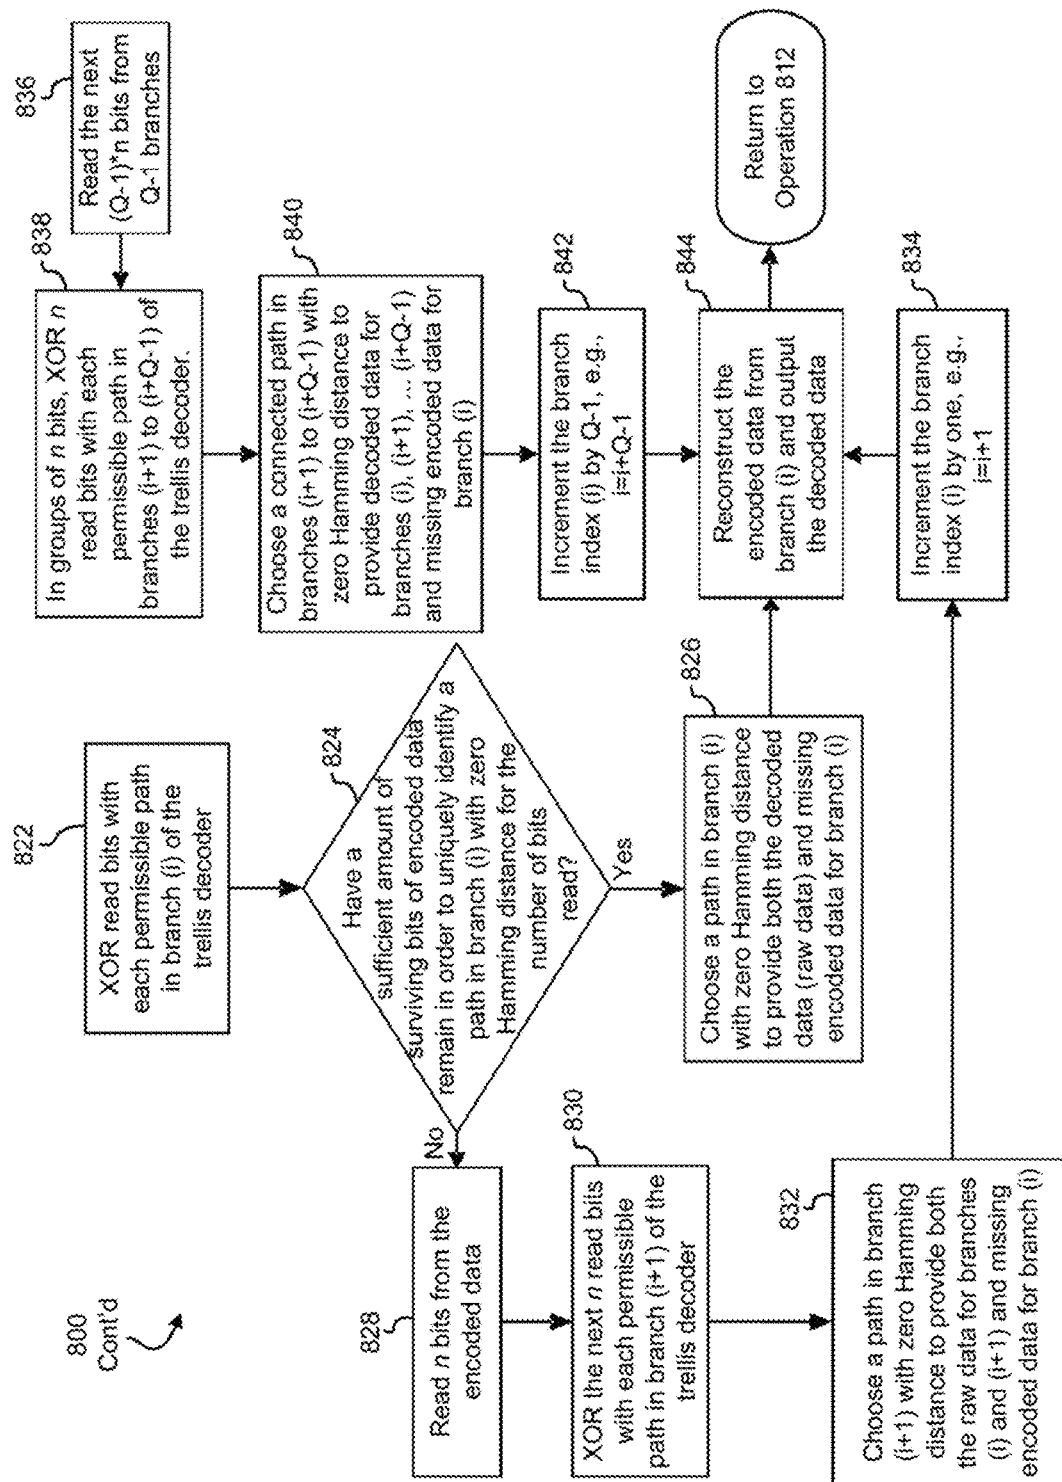 800
Cont'd
822
XOR read bits with
each permissible path
in branch (i) of the
trellis decoder
824
Have a
sufficient amount of
surviving bits of encoded data
remain in order to uniquely identify a
path in branch (i) with zero
Hamming distance for the
number of bits
read?
No
Yes
828
Read n bits from the
encoded data
830
XOR the next n read bits
with each permissible
path in branch (i+1) of the
trellis decoder
832
Choose a path in branch
(i+1) with zero Hamming
distance to provide both
the raw data for branches
(i) and (i+1) and missing
encoded data for branch (i)
826
Choose a path in branch (i)
with zero Hamming distance
to provide both the decoded
data (raw data) and missing
encoded data for branch (i)
836
Read the next
(Q-1)*n bits from
Q-1 branches
838
In groups of n bits, XOR n
read bits with each
permissible path in
branches (i+1) to (i+Q-1) of
the trellis decoder.
840
Choose a connected path in
branches (i+1) to (i+Q-1) with
zero Hamming distance to
provide decoded data for
branches (i), (i+1), ... (i+Q-1)
and missing encoded data for
branch (i)
842
Increment the branch
index (i) by Q-1, e.g.,
i=i+Q-1
844
Reconstruct the
encoded data from
branch (i) and output
the decoded data
834
Increment the branch
index (i) by one, e.g.,
i=i+1
Return to
Operation 812